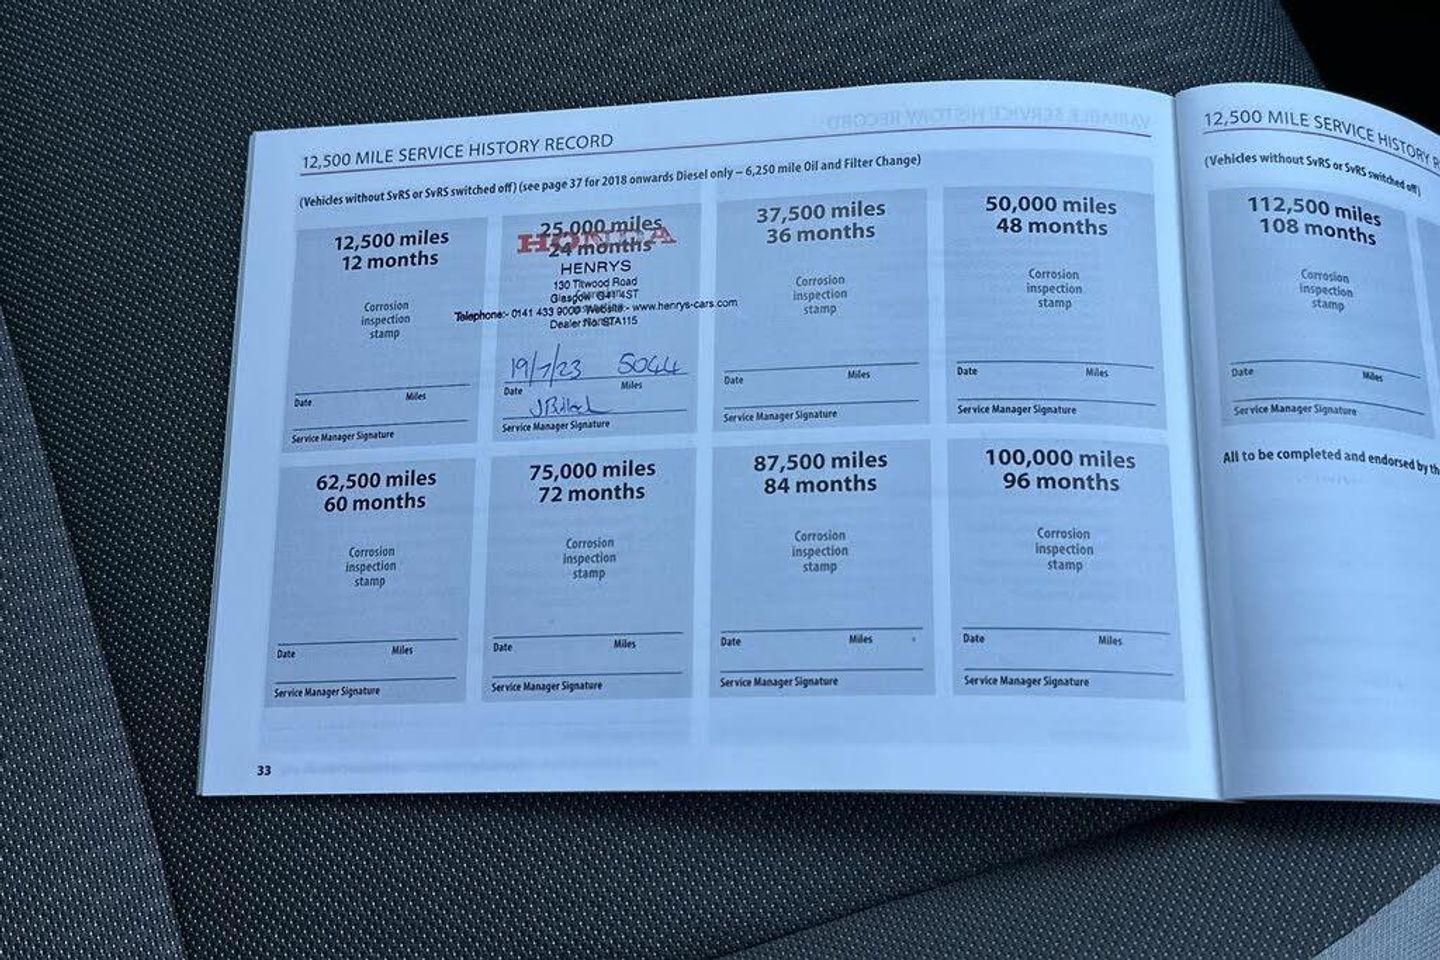 12,500 MILE SERVICE HISTORY RECORD
(Vehicles without SvRS or SvRS switched off) (see page 37 for 2018 onwards Diesel only – 6,250 mile Oil and Filter Change)
12,500 miles
12 months
Corrosion
inspection
stamp
Date Miles
Service Manager Signature
25,000 miles
HONDA
24 months
HENRYS
130 Titwood Road
Glasgow G41 4ST
Telephone:- 0141 433 9000 Website:- www.henrys-cars.com
Dealer No. STA115
19/7/23 5044
Date Miles
Service Manager Signature
37,500 miles
36 months
Corrosion
inspection
stamp
Date Miles
Service Manager Signature
50,000 miles
48 months
Corrosion
inspection
stamp
Date Miles
Service Manager Signature
62,500 miles
60 months
Corrosion
inspection
stamp
Date Miles
Service Manager Signature
75,000 miles
72 months
Corrosion
inspection
stamp
Date Miles
Service Manager Signature
87,500 miles
84 months
Corrosion
inspection
stamp
Date Miles
Service Manager Signature
100,000 miles
96 months
Corrosion
inspection
stamp
Date Miles
Service Manager Signature
33
12,500 MILE SERVICE HISTORY R
(Vehicles without SvRS or SvRS switched off)
112,500 miles
108 months
Corrosion
inspection
stamp
Date Miles
Service Manager Signature
All to be completed and endorsed by th